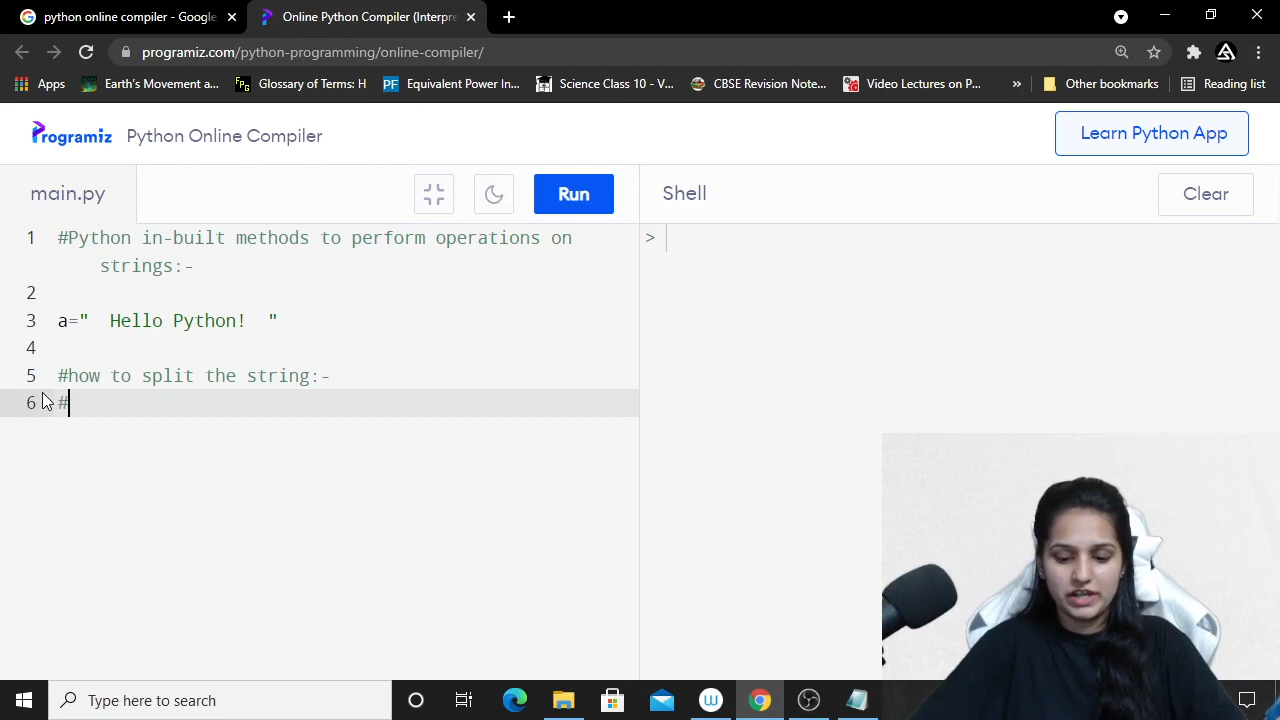 python online compiler - Google
Online Python Compiler (Interpre
programiz.com/python-programming/online-compiler/
Apps
Earth's Movement a...
FPg
Glossary of Terms: H
PF
Equivalent Power In...
Science Class 10 - V...
CBSE Revision Note...
Video Lectures on P...
»
Other bookmarks
Reading list
Programiz
Python Online Compiler
Learn Python App
main.py
Run
Shell
Clear
1 #Python in-built methods to perform operations on
strings:-
2
3 a="  Hello Python!  "
4
5 #how to split the string:-
6 #
>
Type here to search